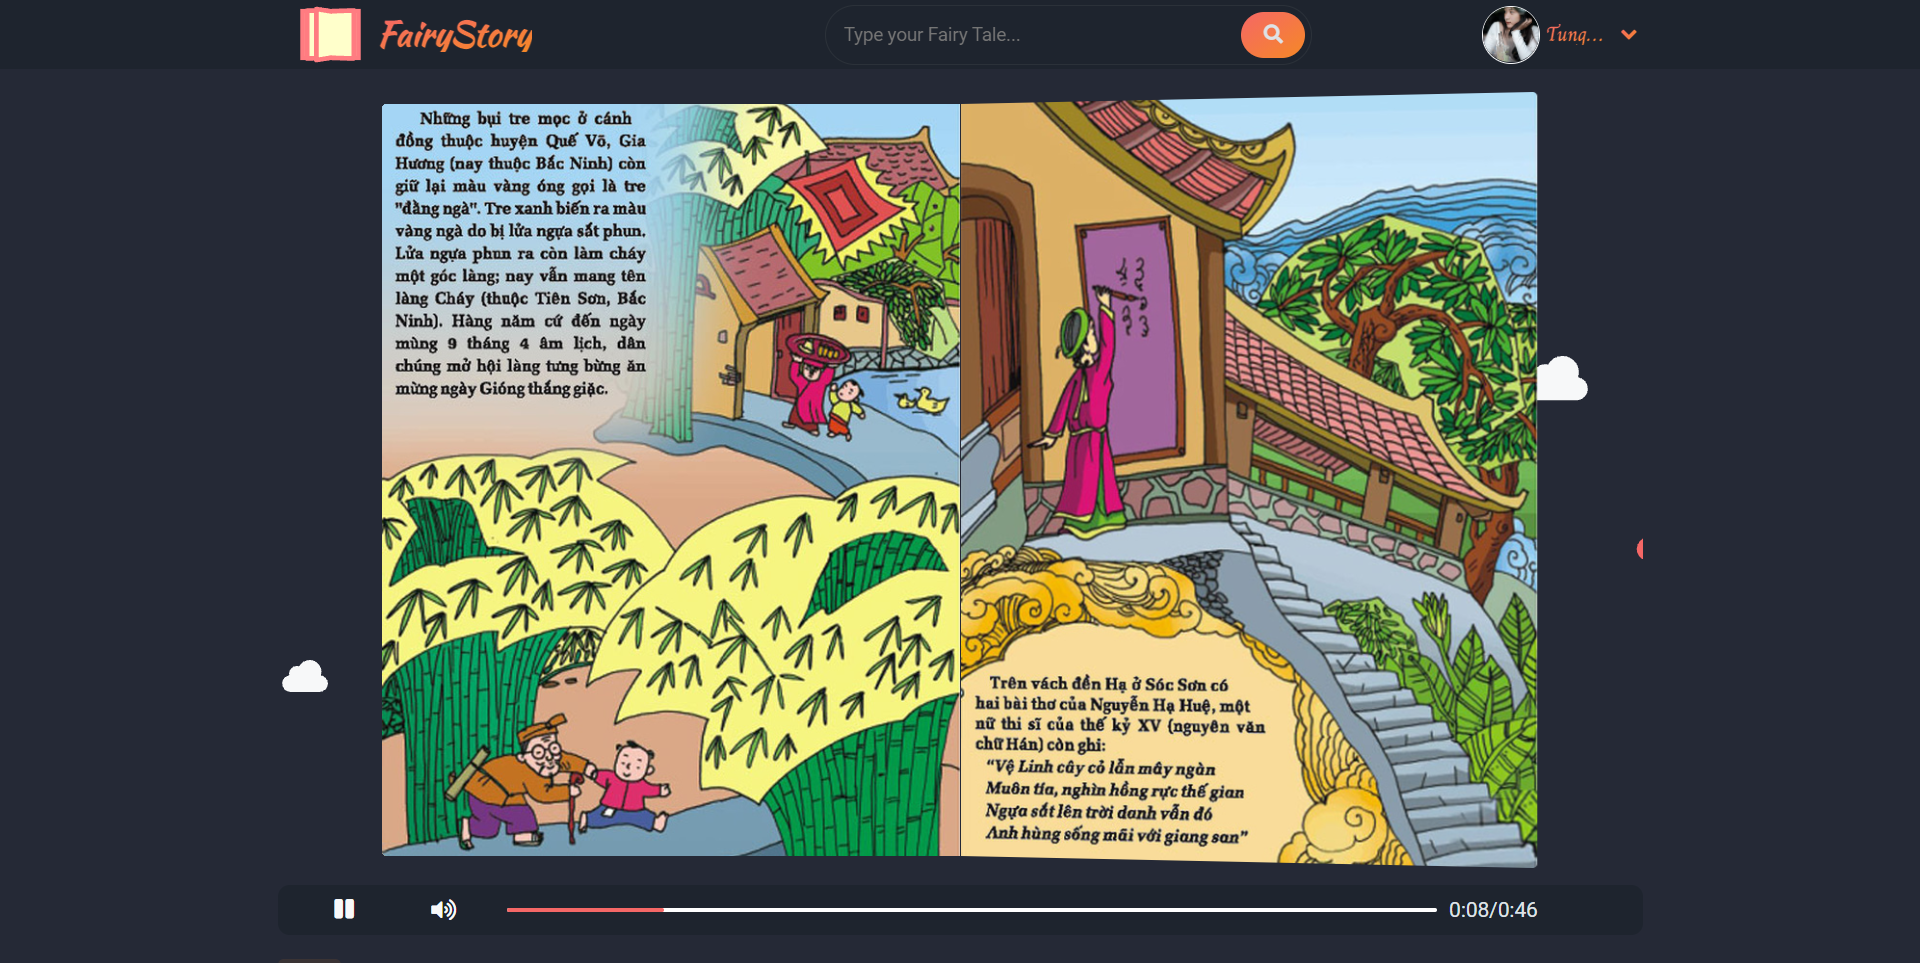 FairyStory
Type your Fairy Tale...
Tung...
Những bụi tre mọc ở cánh
đồng thuộc huyện Quế Võ, Gia
Hương (nay thuộc Bắc Ninh) còn
giữ lại màu vàng óng gọi là tre
"đằng ngà". Tre xanh biến ra màu
vàng ngà do bị lửa ngựa sắt phun.
Lửa ngựa phun ra còn làm cháy
một góc làng; nay vẫn mang tên
làng Cháy (thuộc Tiên Sơn, Bắc
Ninh). Hàng năm cứ đến ngày
mùng 9 tháng 4 âm lịch, dân
chúng mở hội làng tưng bừng ăn
mừng ngày Gióng thắng giặc.
Trên vách đền Hạ ở Sóc Sơn có
hai bài thơ của Nguyễn Hạ Huệ, một
nữ thi sĩ của thế kỷ XV (nguyên văn
chữ Hán) còn ghi:
"Vệ Linh cây cỏ lẫn mây ngàn
Muôn tía, nghìn hồng rực thế gian
Ngựa sắt lên trời danh vẫn đó
Anh hùng sống mãi với giang san"
0:08/0:46